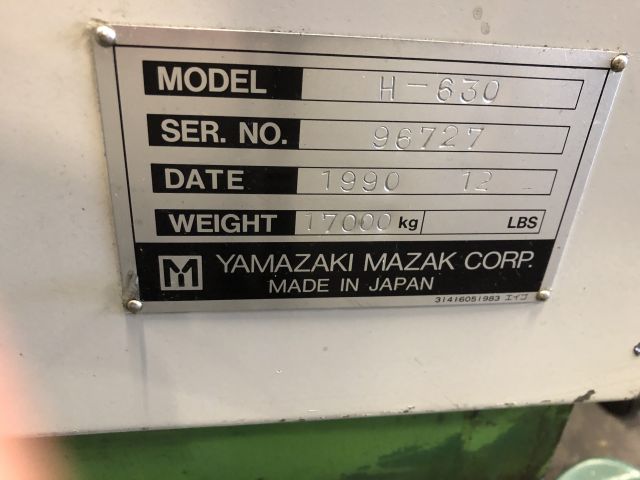 MODEL H-630
SER. NO. 96727
DATE 1990 12
WEIGHT 17000 kg LBS
YAMAZAKI MAZAK CORP.
MADE IN JAPAN
31416051983 エイゴ